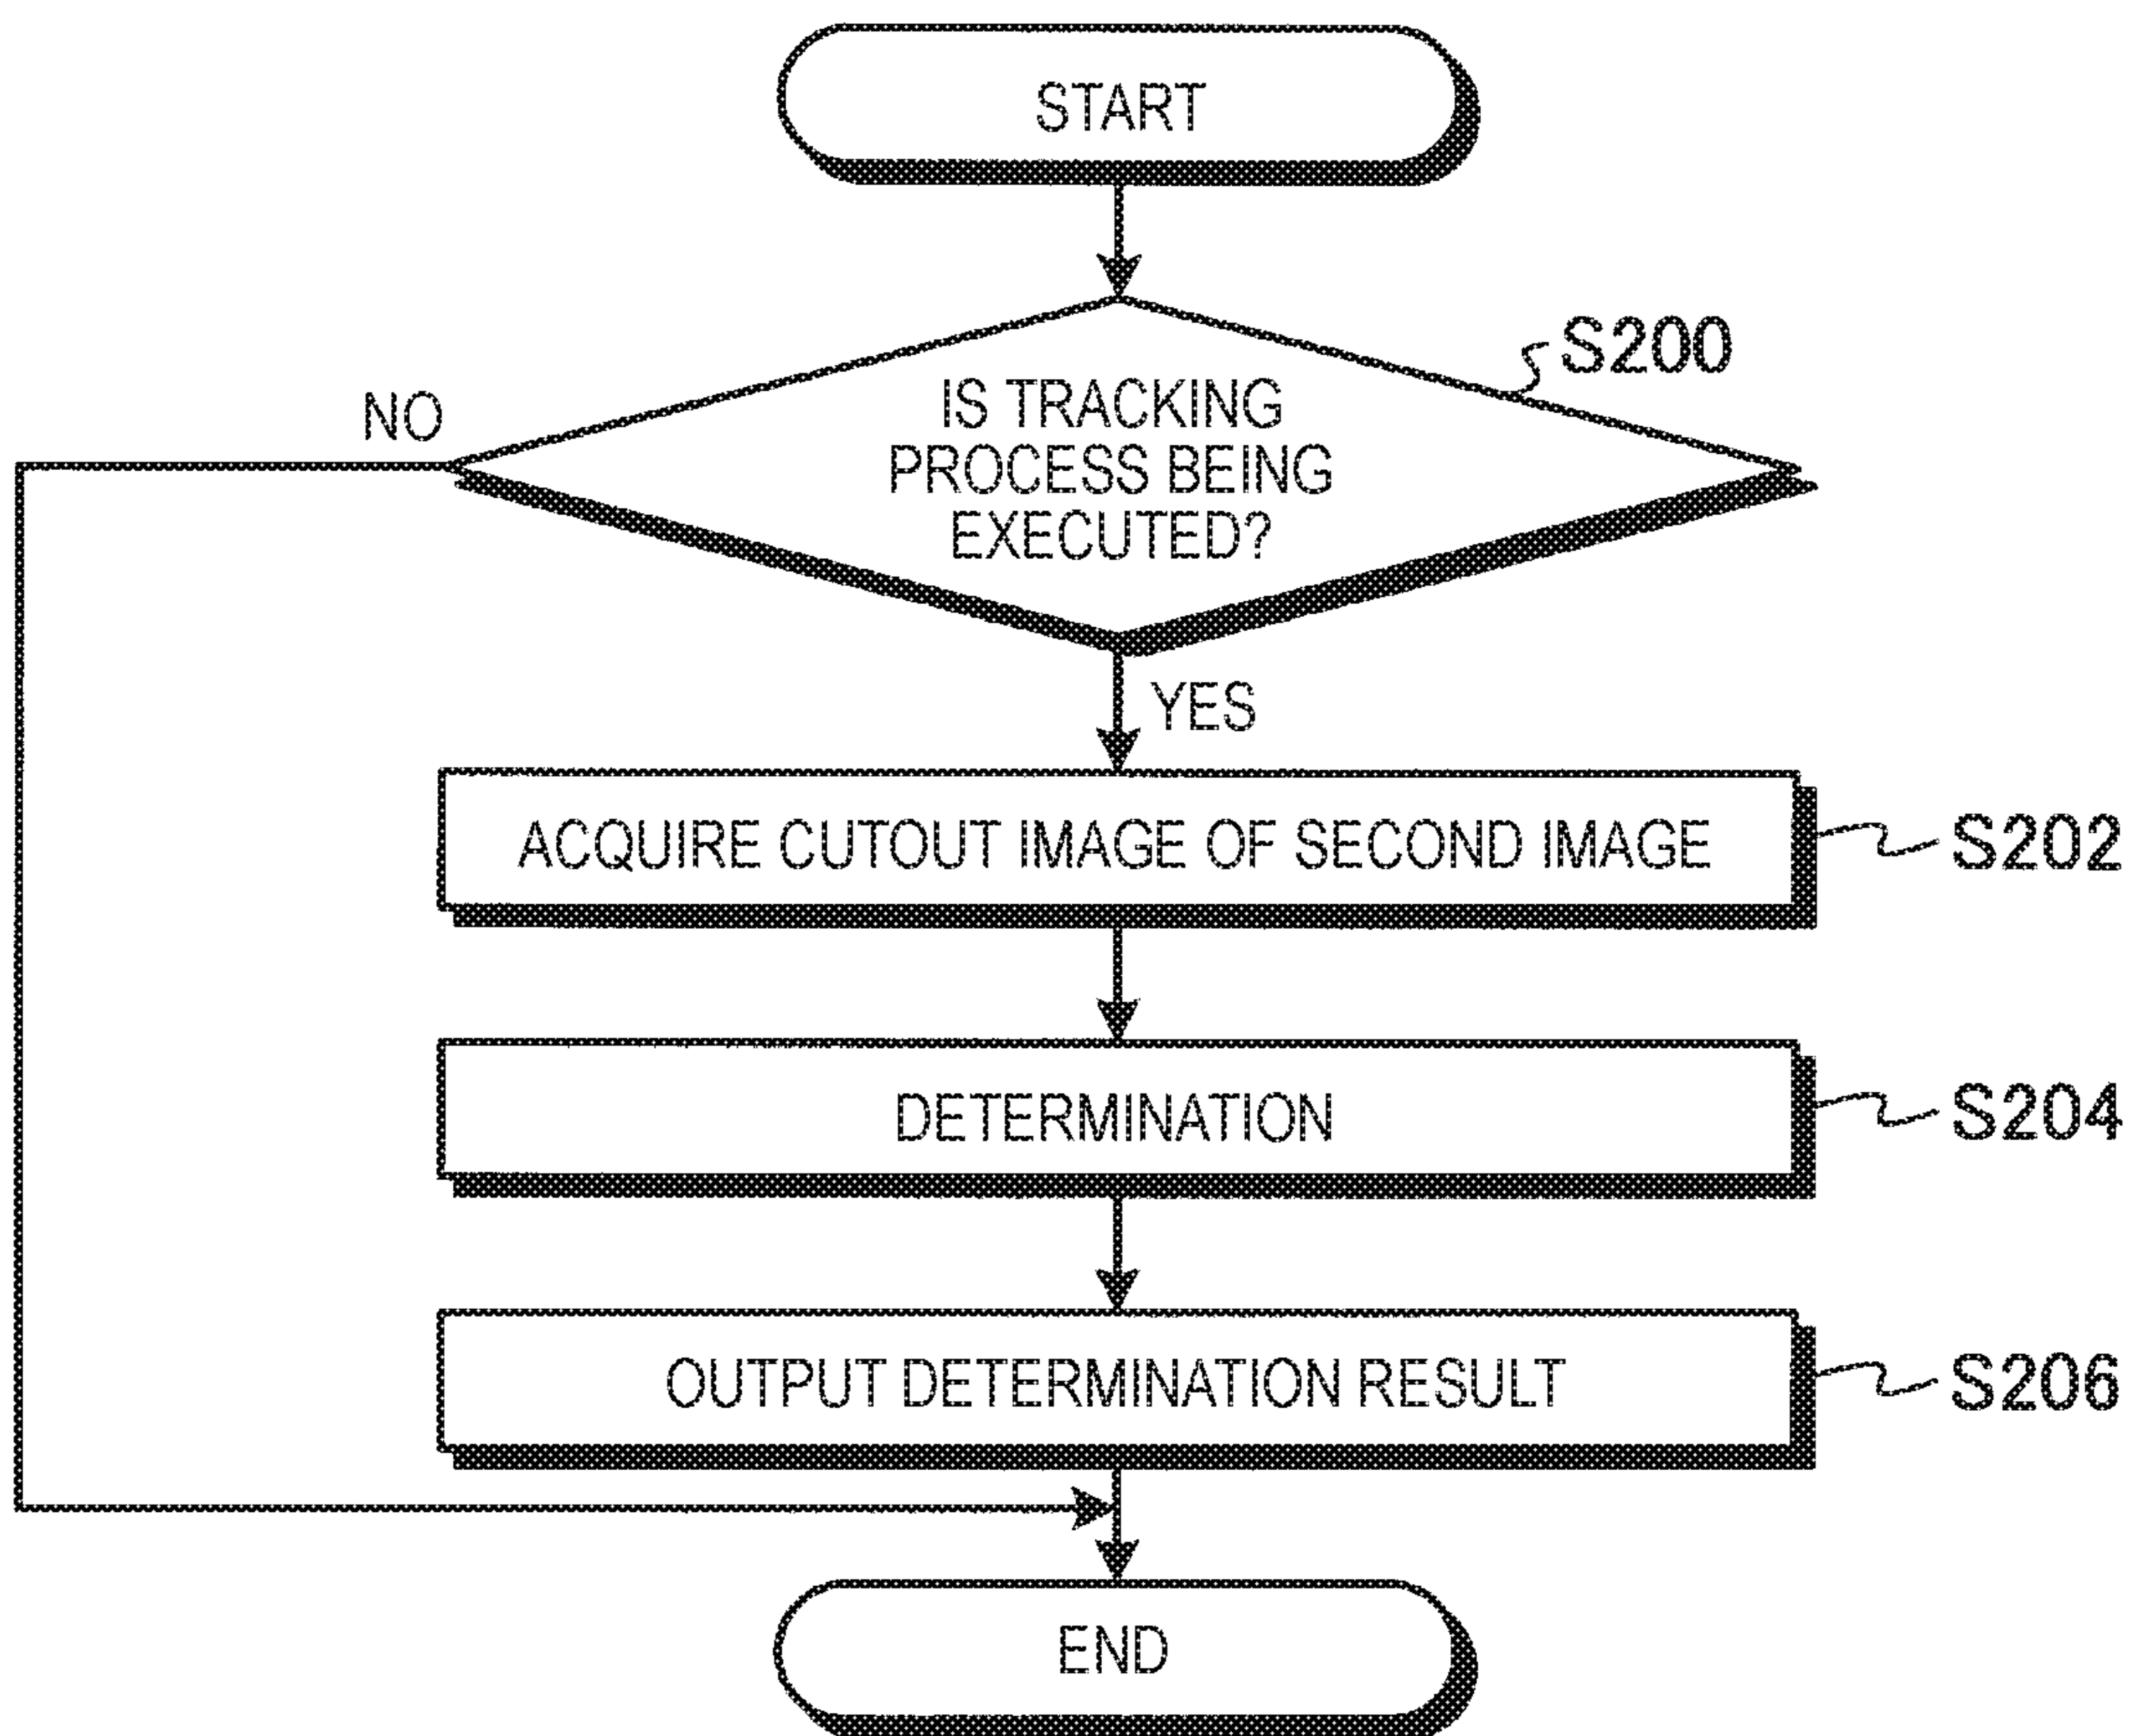 START
S200
NO
IS TRACKING
PROCESS BEING
EXECUTED?
YES
ACQUIRE CUTOUT IMAGE OF SECOND IMAGE
S202
DETERMINATION
S204
OUTPUT DETERMINATION RESULT
S206
END